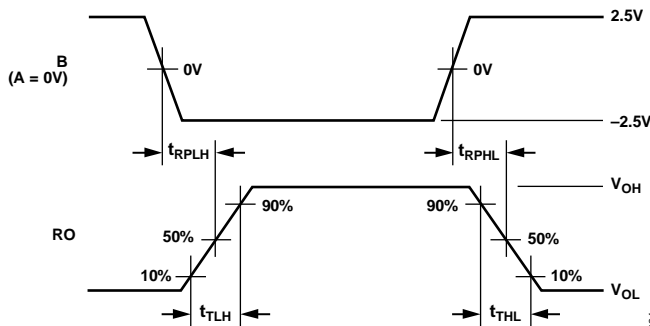 2.5V
B
(A = 0V)
0V
0V
–2.5V
tRPLH
tRPHL
VOH
90%
90%
RO
50%
50%
10%
10%
tTLH
tTHL
VOL